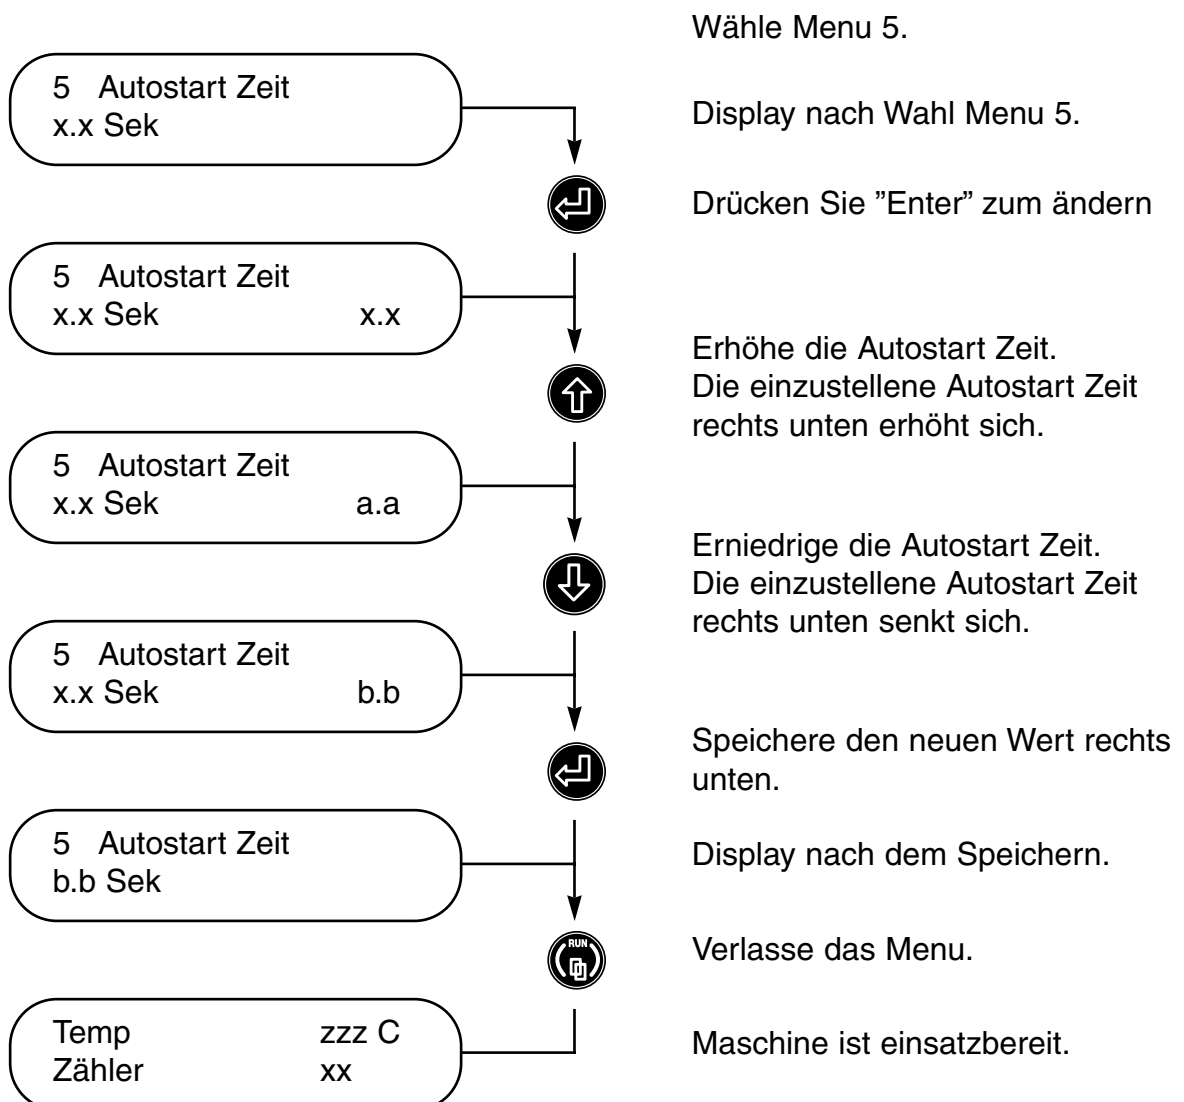 Wähle Menu 5.
5 Autostart Zeit
x.x Sek
Display nach Wahl Menu 5.
Drücken Sie ”Enter” zum ändern
5 Autostart Zeit
x.x Sek x.x
Erhöhe die Autostart Zeit.
Die einzustellene Autostart Zeit
rechts unten erhöht sich.
5 Autostart Zeit
x.x Sek a.a
Erniedrige die Autostart Zeit.
Die einzustellene Autostart Zeit
rechts unten senkt sich.
5 Autostart Zeit
x.x Sek b.b
Speichere den neuen Wert rechts
unten.
5 Autostart Zeit
b.b Sek
Display nach dem Speichern.
RUN
Verlasse das Menu.
Temp zzz C
Zähler xx
Maschine ist einsatzbereit.